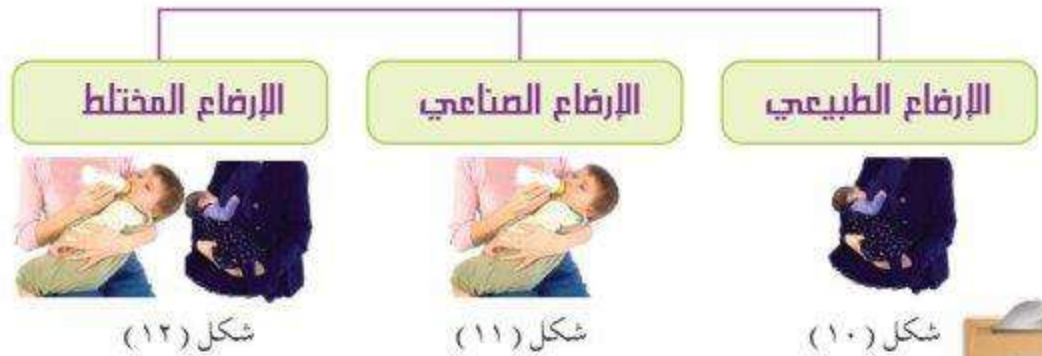 الإرضاع الطبيعي
الإرضاع الصناعي
الإرضاع المختلط
شكل (١٠)
شكل (١١)
شكل (١٢)